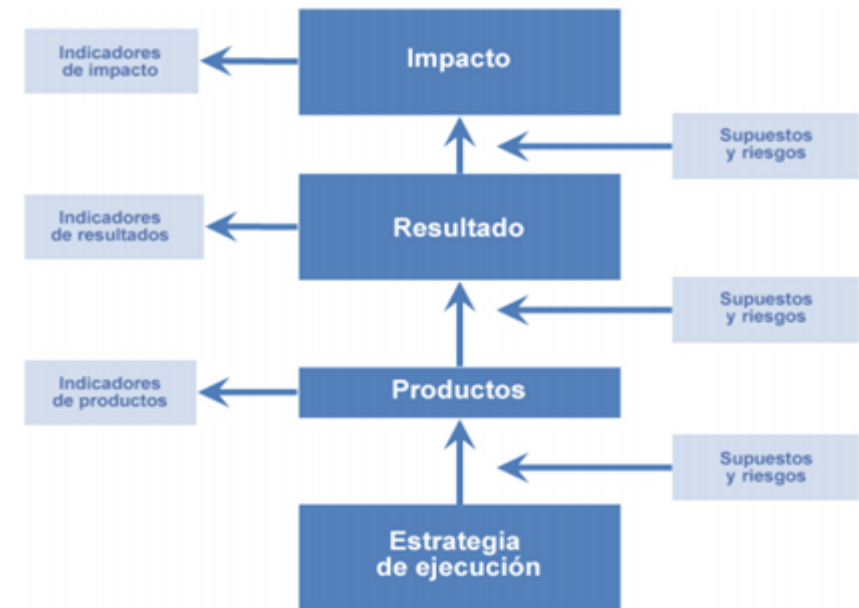 Indicadores
de impacto
Impacto
Supuestos
y riesgos
Indicadores
de resultados
Resultado
Supuestos
y riesgos
Indicadores
de productos
Productos
Supuestos
y riesgos
Estrategia
de ejecución